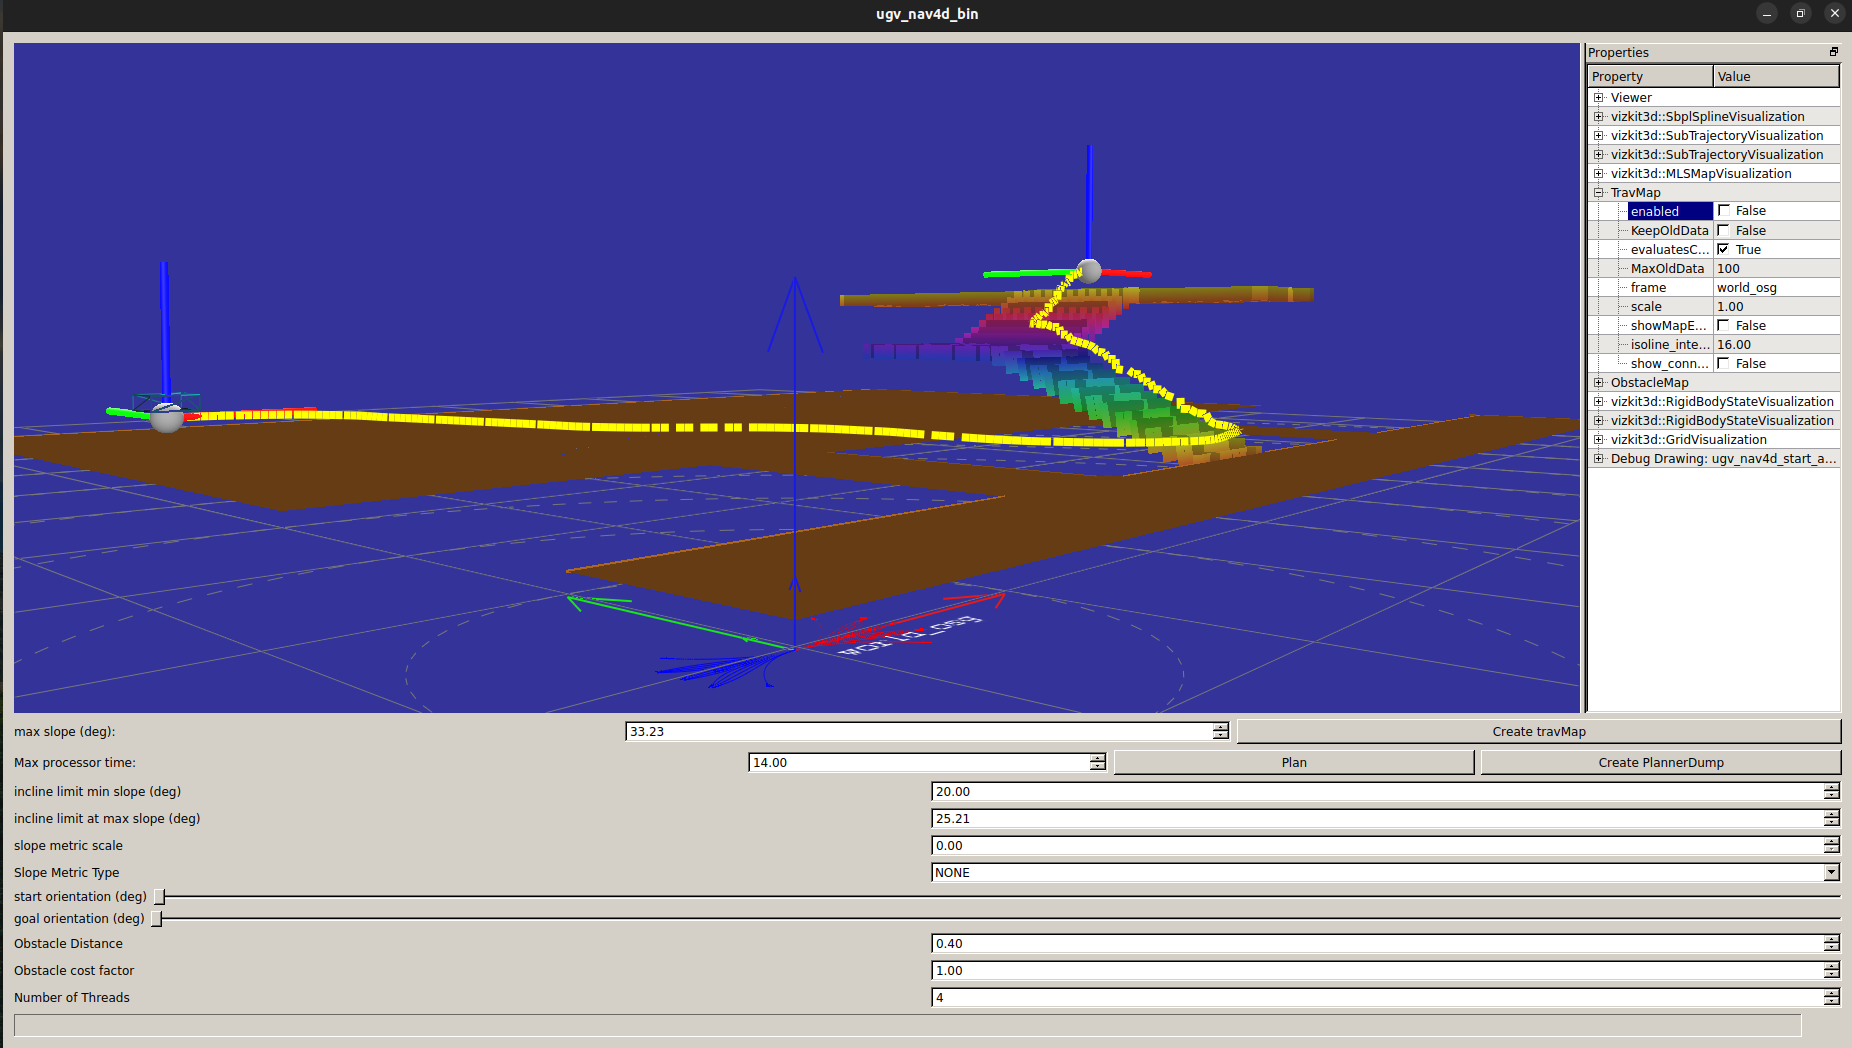 ugv_nav4d_bin
Properties
Property Value
Viewer
vizkit3d::SbplSplineVisualization
vizkit3d::SubTrajectoryVisualization
vizkit3d::SubTrajectoryVisualization
vizkit3d::MLSMapVisualization
TravMap
enabled False
KeepOldData False
evaluatesC... True
MaxOldData 100
frame world_osg
scale 1.00
showMapE... False
isoline_inte... 16.00
show_conn... False
ObstacleMap
vizkit3d::RigidBodyStateVisualization
vizkit3d::RigidBodyStateVisualization
vizkit3d::GridVisualization
Debug Drawing: ugv_nav4d_start_a...
world_osg
max slope (deg): 33.23 Create travMap
Max processor time: 14.00 Plan Create PlannerDump
incline limit min slope (deg) 20.00
incline limit at max slope (deg) 25.21
slope metric scale 0.00
Slope Metric Type NONE
start orientation (deg)
goal orientation (deg)
Obstacle Distance 0.40
Obstacle cost factor 1.00
Number of Threads 4